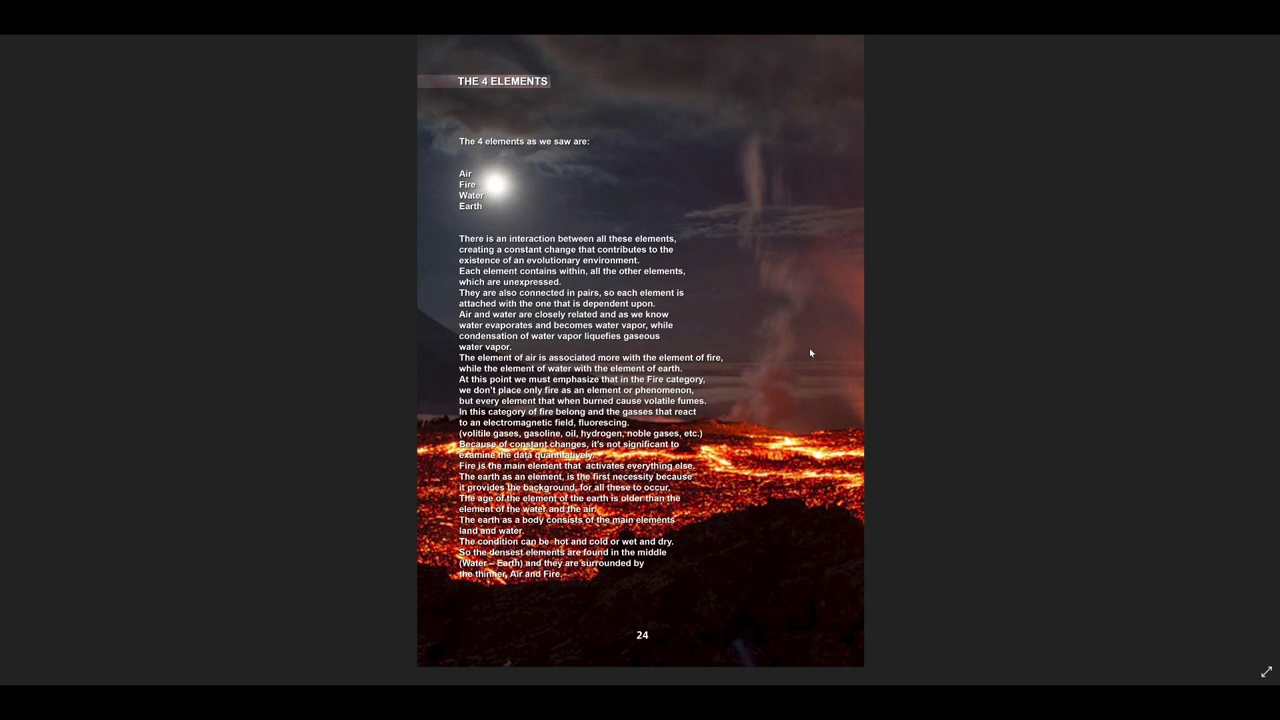 THE 4 ELEMENTS
The 4 elements as we saw are:
Air
Fire
Water
Earth
There is an interaction between all these elements,
creating a constant change that contributes to the
existence of an evolutionary environment.
Each element contains within, all the other elements,
which are unexpressed.
They are also connected in pairs, so each element is
attached with the one that is dependent upon.
Air and water are closely related and as we know
water evaporates and becomes water vapor, while
condensation of water vapor liquefies gaseous
water vapor.
The element of air is associated more with the element of fire,
while the element of water with the element of earth.
At this point we must emphasize that in the Fire category,
we don't place only fire as an element or phenomenon,
but every element that when burned cause volatile fumes.
In this category of fire belong and the gasses that react
to an electromagnetic field, fluorescing.
(volitile gases, gasoline, oil, hydrogen, noble gases, etc.)
Because of constant changes, it's not significant to
examine the data quantitatively.
Fire is the main element that activates everything else.
The earth as an element, is the first necessity because
it provides the background, for all these to occur.
The age of the element of the earth is older than the
element of the water and the air.
The earth as a body consists of the main elements
land and water.
The condition can be hot and cold or wet and dry.
So the densest elements are found in the middle
(Water – Earth) and they are surrounded by
the thinner, Air and Fire.
24